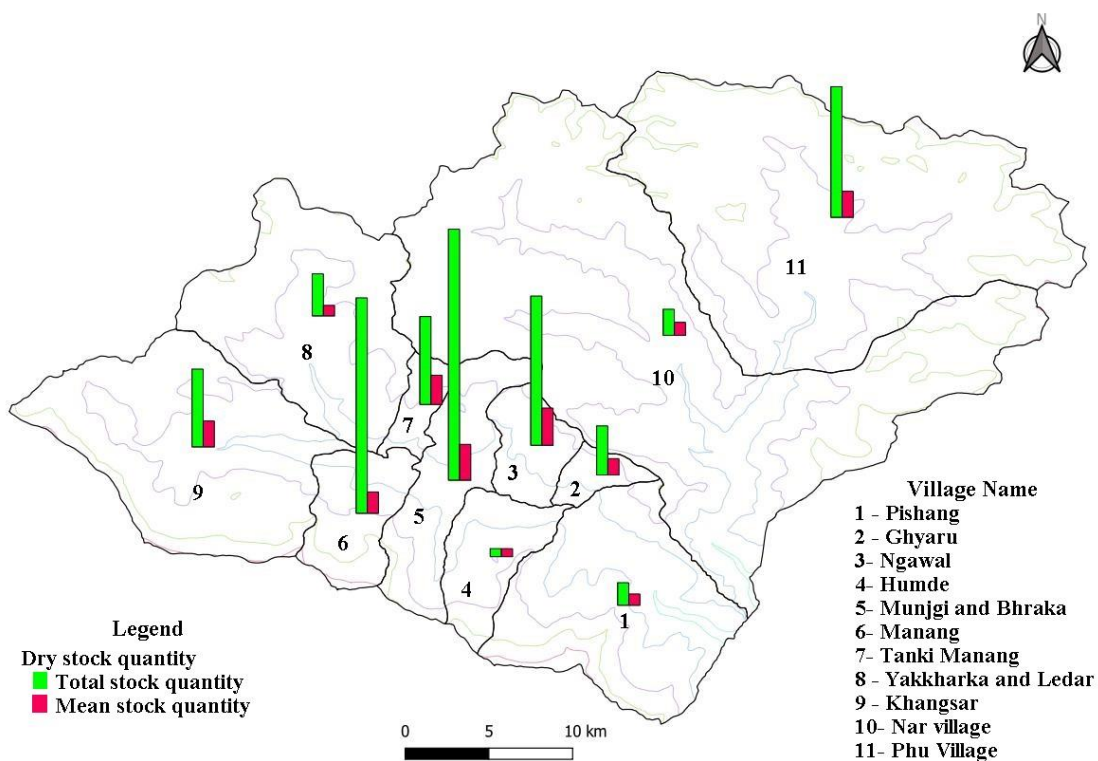 N
11
8
10
7
9
3
2
5
6
4
1
Village Name
1 - Pishang
2 - Ghyaru
3- Ngawal
4 - Humde
5- Munjgi and Bhraka
6- Manang
7- Tanki Manang
8 - Yakkharka and Ledar
9 - Khangsar
10- Nar village
11- Phu Village
Legend
Dry stock quantity
Total stock quantity
Mean stock quantity
0 5 10 km